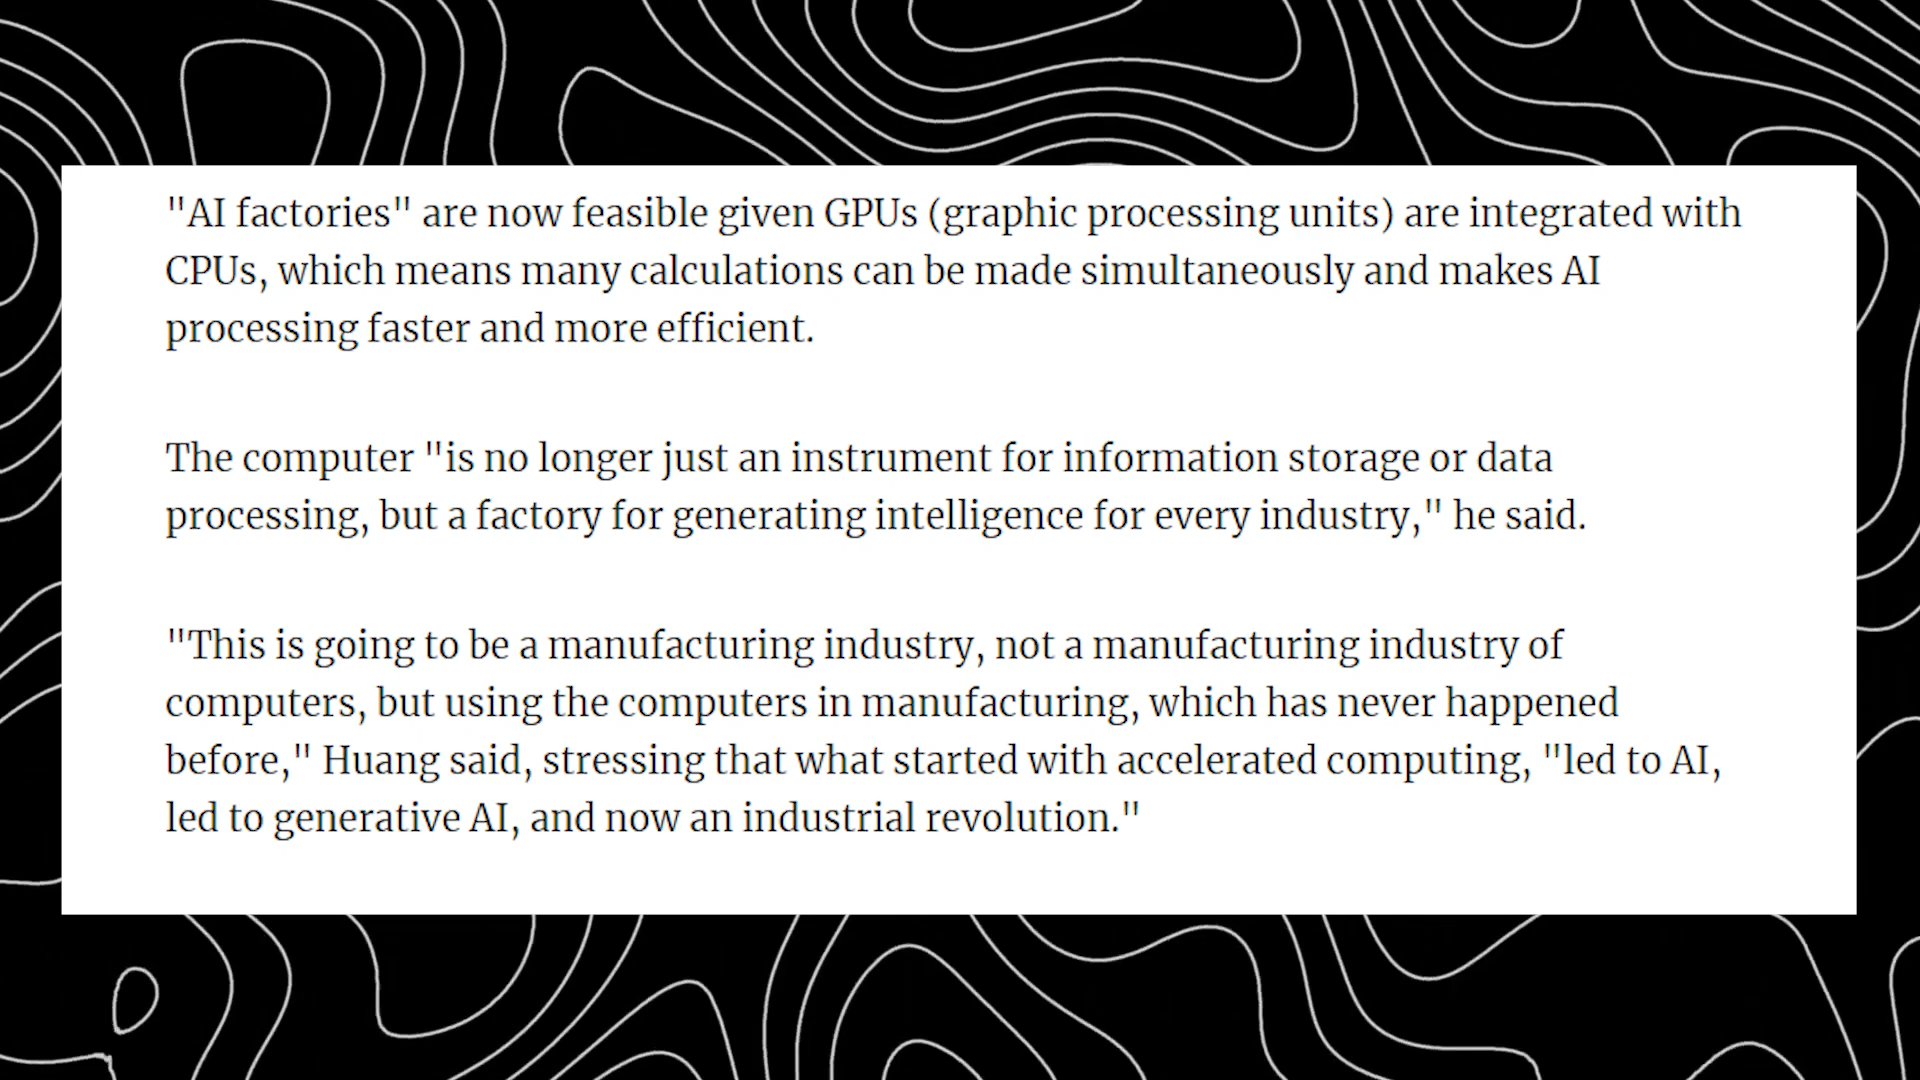 "AI factories" are now feasible given GPUs (graphic processing units) are integrated with
CPUs, which means many calculations can be made simultaneously and makes AI
processing faster and more efficient.
The computer "is no longer just an instrument for information storage or data
processing, but a factory for generating intelligence for every industry," he said.
"This is going to be a manufacturing industry, not a manufacturing industry of
computers, but using the computers in manufacturing, which has never happened
before," Huang said, stressing that what started with accelerated computing, "led to AI,
led to generative AI, and now an industrial revolution."